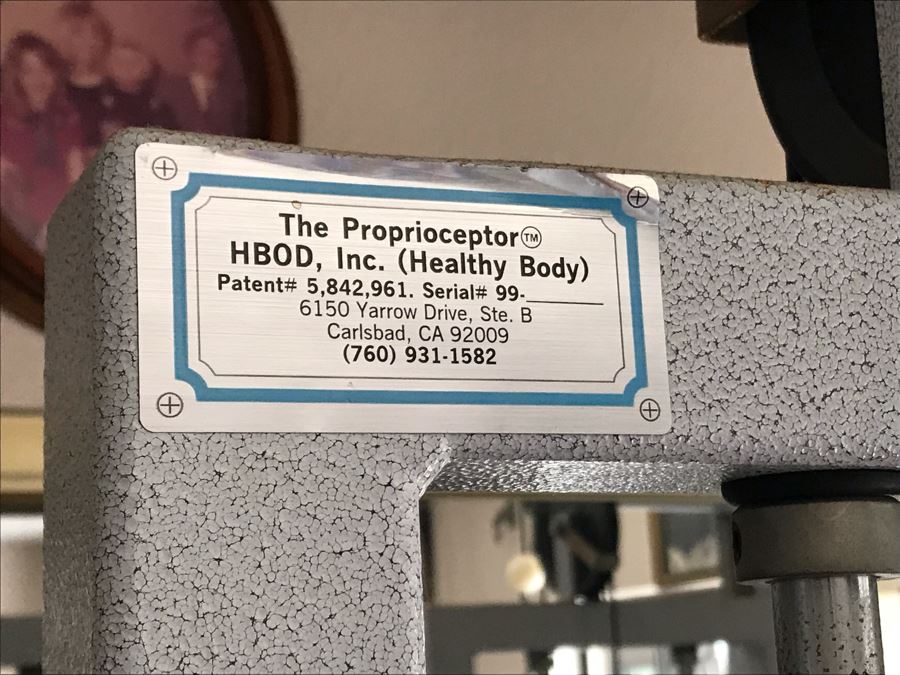 The Proprioceptor™
HBOD, Inc. (Healthy Body)
Patent# 5,842,961. Serial# 99-________
6150 Yarrow Drive, Ste. B
Carlsbad, CA 92009
(760) 931-1582